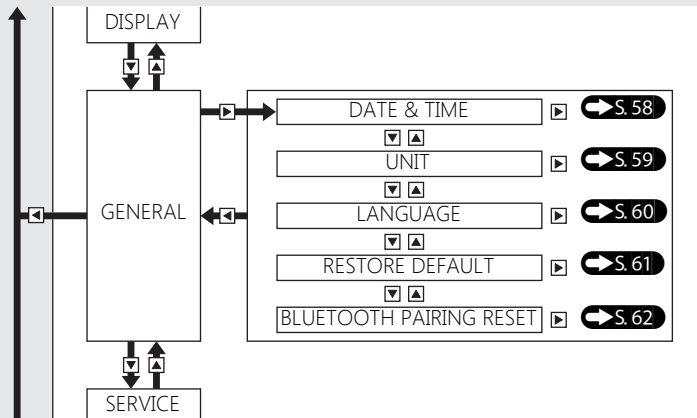 DISPLAY
GENERAL
DATE & TIME S. 58
UNIT S. 59
LANGUAGE S. 60
RESTORE DEFAULT S. 61
BLUETOOTH PAIRING RESET S. 62
SERVICE